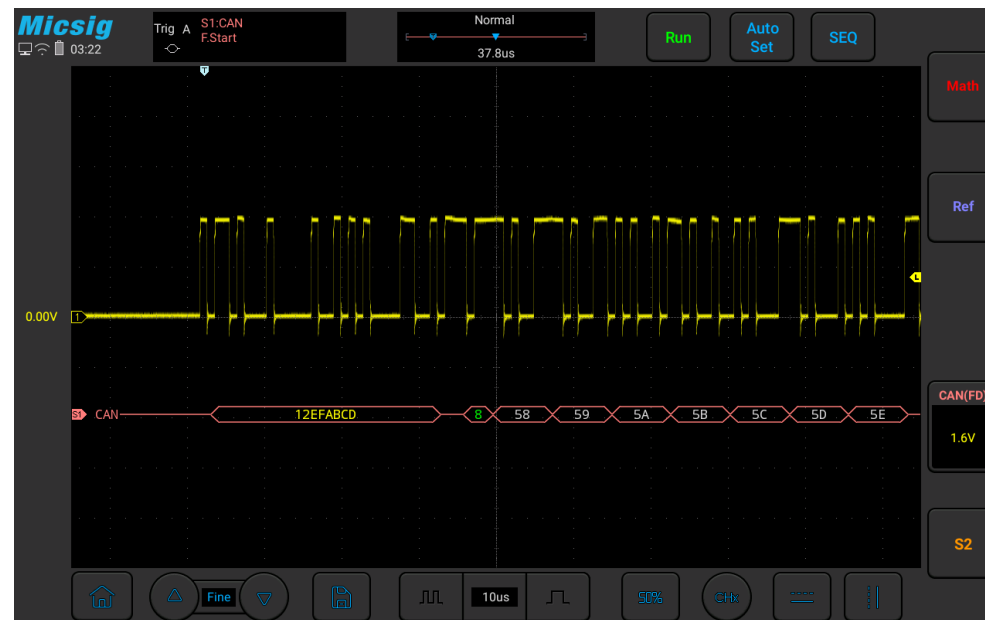 Micsig
03:22
Trig A
S1:CAN
F.Start
Normal
37.8us
Run
Auto
Set
SEQ
T
Math
Ref
L
0.00V
1
S1 CAN
12EFABCD
8
58
59
5A
5B
5C
5D
5E
CAN(FD)
1.6V
S2
Fine
10us
50%
CHx